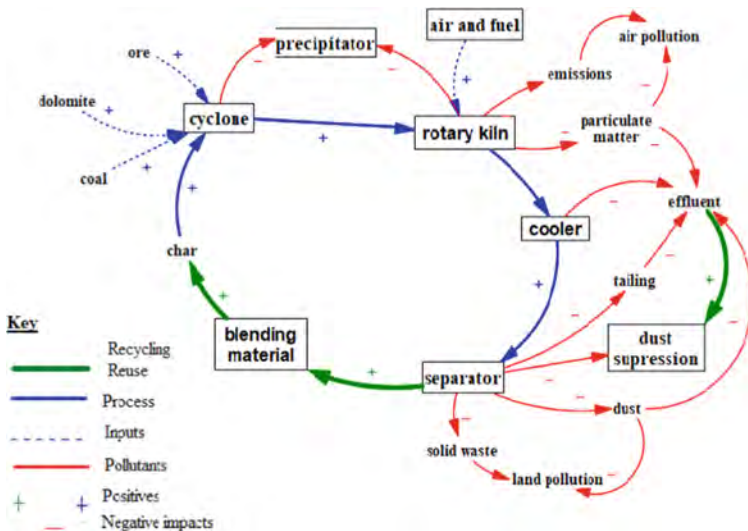 air and fuel
precipitator
air pollution
ore
emissions
dolomite
cyclone
rotary kiln
particulate
matter
coal
effluent
cooler
char
tailing
Key
blending
material
dust
supression
Recycling
Reuse
separator
Process
dust
Inputs
solid waste
land pollution
Pollutants
Positives
Negative impacts